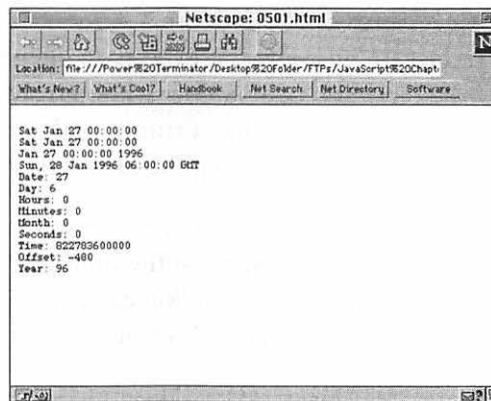 Netscape: 0501.html
Location: file:///Power%20Terminator/Desktop%20Folder/FTPs/JavaScript%20Chapt
What's New? What's Cool? Handbook Net Search Net Directory Software
Sat Jan 27 00:00:00
Sat Jan 27 00:00:00
Jan 27 00:00:00 1996
Sun, 28 Jan 1996 06:00:00 GMT
Date: 27
Day: 6
Hours: 0
Minutes: 0
Month: 0
Seconds: 0
Time: 822783600000
Offset: -480
Year: 96